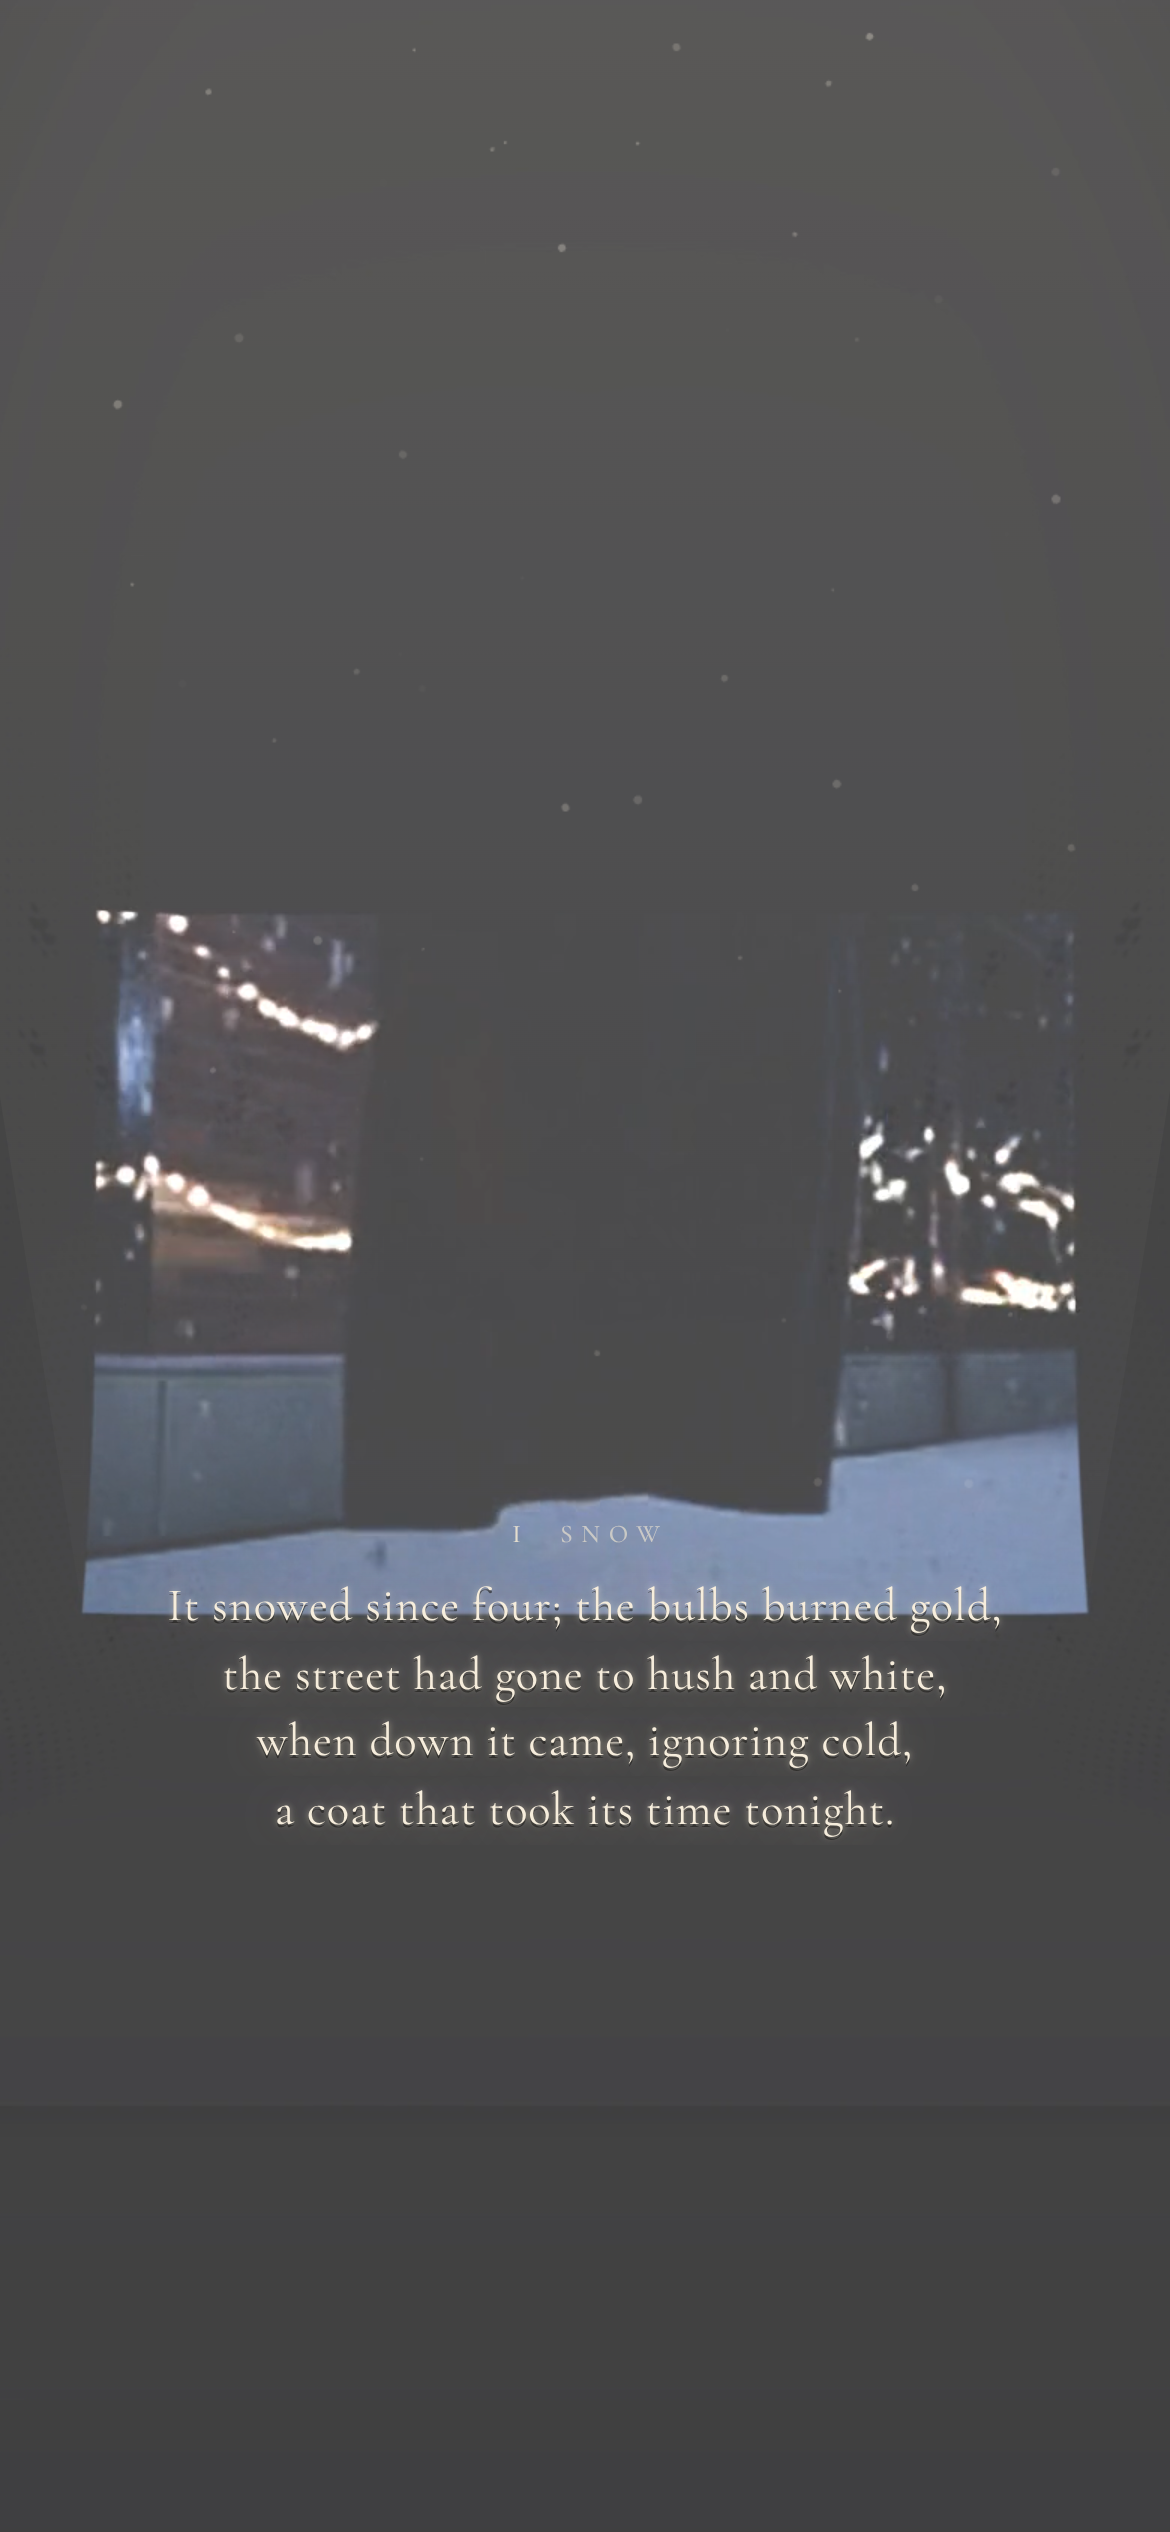 I SNOW
It snowed since four; the bulbs burned gold,
the street had gone to hush and white,
when down it came, ignoring cold,
a coat that took its time tonight.